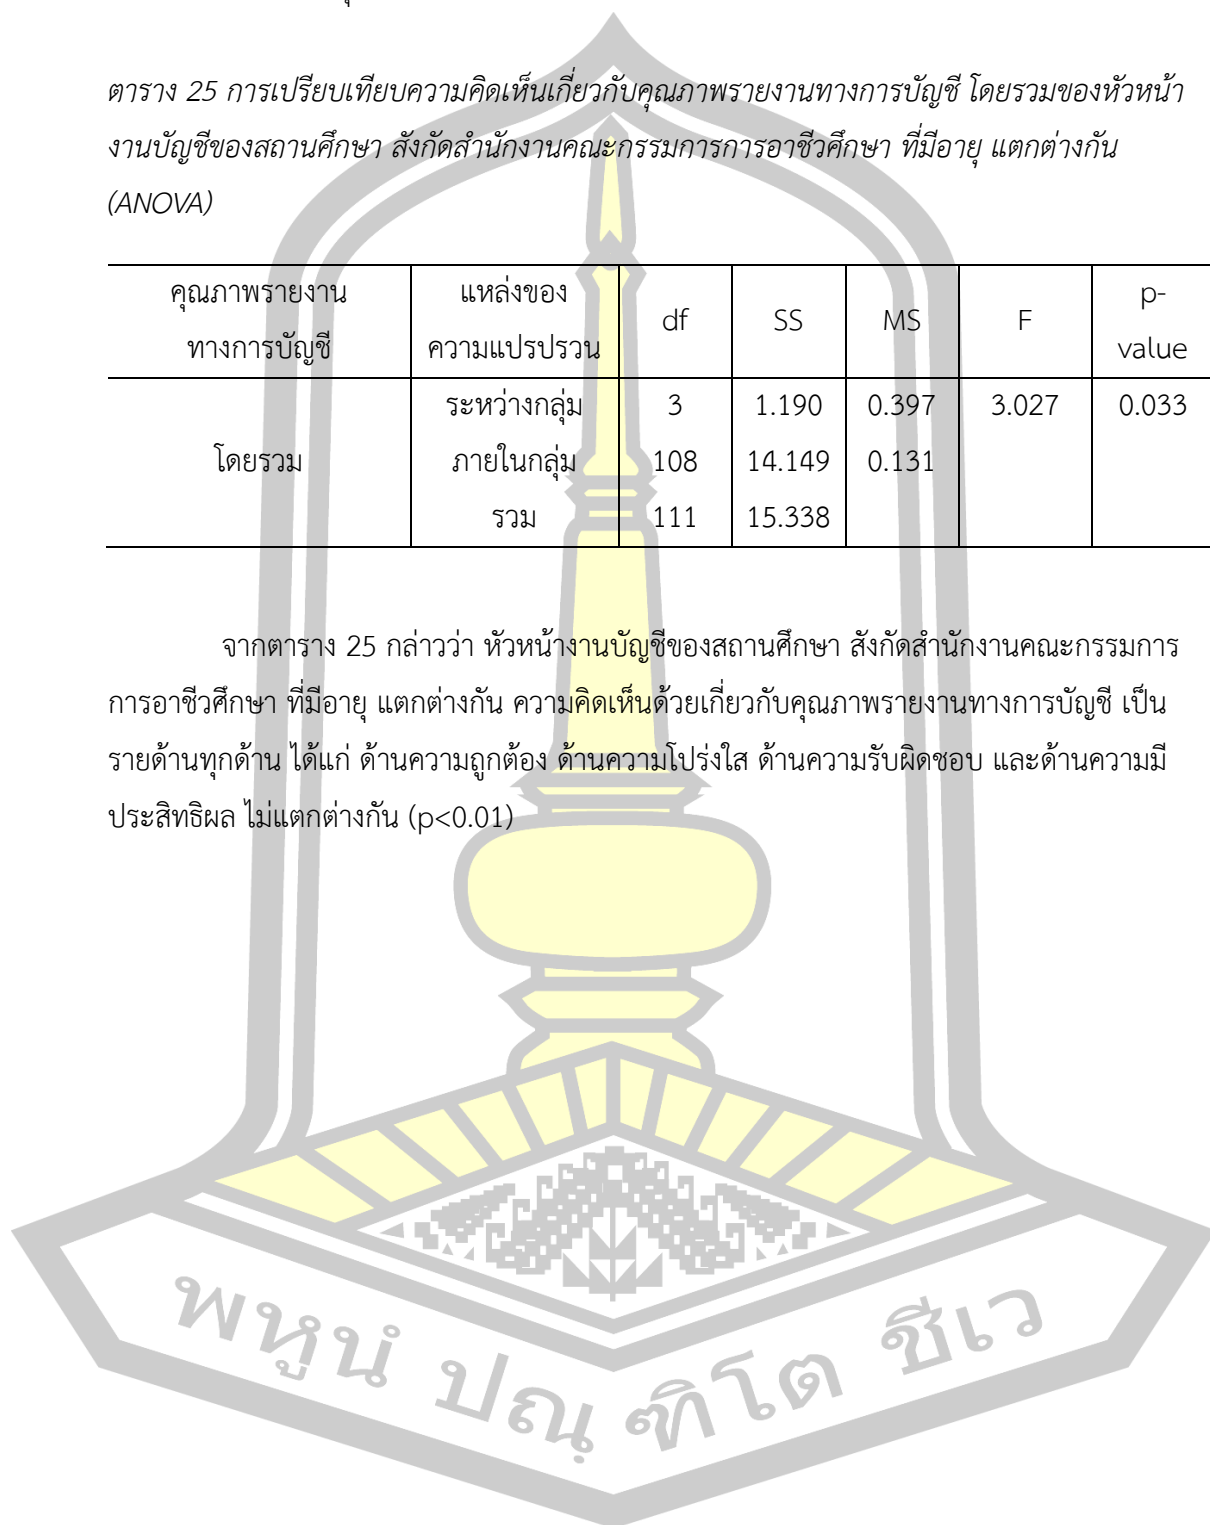 ตาราง 25 การเปรียบเทียบความคิดเห็นเกี่ยวกับคุณภาพรายงานทางการบัญชี โดยรวมของหัวหน้า
งานบัญชีของสถานศึกษา สังกัดสำนักงานคณะกรรมการการอาชีวศึกษา ที่มีอายุ แตกต่างกัน
(ANOVA)
คุณภาพรายงาน
ทางการบัญชี
แหล่งของ
ความแปรปรวน
df
SS
MS
F
p-
value
โดยรวม
ระหว่างกลุ่ม 3 1.190 0.397 3.027 0.033
ภายในกลุ่ม 108 14.149 0.131
รวม 111 15.338
จากตาราง 25 กล่าวว่า หัวหน้างานบัญชีของสถานศึกษา สังกัดสำนักงานคณะกรรมการ
การอาชีวศึกษา ที่มีอายุ แตกต่างกัน ความคิดเห็นด้วยเกี่ยวกับคุณภาพรายงานทางการบัญชี เป็น
รายด้านทุกด้าน ได้แก่ ด้านความถูกต้อง ด้านความโปร่งใส ด้านความรับผิดชอบ และด้านความมี
ประสิทธิผล ไม่แตกต่างกัน (p<0.01)
พหูนํ ปณฺ ฑิโต ชีเว